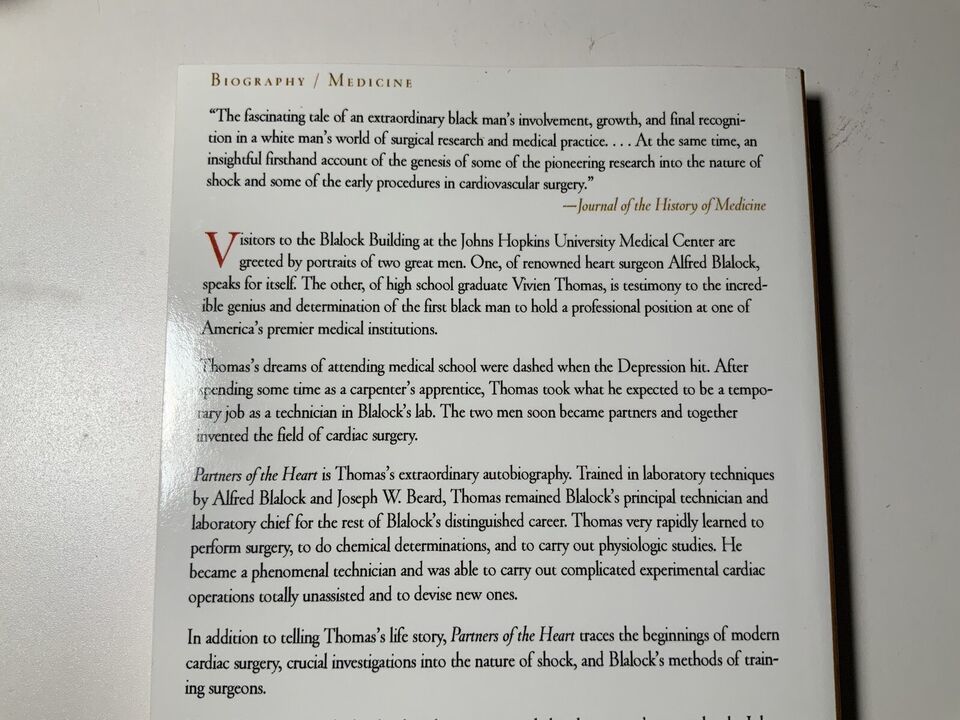 BIOGRAPHY / MEDICINE
“The fascinating tale of an extraordinary black man’s involvement, growth, and final recogni-
tion in a white man’s world of surgical research and medical practice. . . . At the same time, an
insightful firsthand account of the genesis of some of the pioneering research into the nature of
shock and some of the early procedures in cardiovascular surgery.”
—Journal of the History of Medicine
Visitors to the Blalock Building at the Johns Hopkins University Medical Center are
greeted by portraits of two great men. One, of renowned heart surgeon Alfred Blalock,
speaks for itself. The other, of high school graduate Vivien Thomas, is testimony to the incred-
ible genius and determination of the first black man to hold a professional position at one of
America’s premier medical institutions.
Thomas’s dreams of attending medical school were dashed when the Depression hit. After
spending some time as a carpenter’s apprentice, Thomas took what he expected to be a tempo-
rary job as a technician in Blalock’s lab. The two men soon became partners and together
invented the field of cardiac surgery.
Partners of the Heart is Thomas’s extraordinary autobiography. Trained in laboratory techniques
by Alfred Blalock and Joseph W. Beard, Thomas remained Blalock’s principal technician and
laboratory chief for the rest of Blalock’s distinguished career. Thomas very rapidly learned to
perform surgery, to do chemical determinations, and to carry out physiologic studies. He
became a phenomenal technician and was able to carry out complicated experimental cardiac
operations totally unassisted and to devise new ones.
In addition to telling Thomas’s life story, Partners of the Heart traces the beginnings of modern
cardiac surgery, crucial investigations into the nature of shock, and Blalock’s methods of train-
ing surgeons.